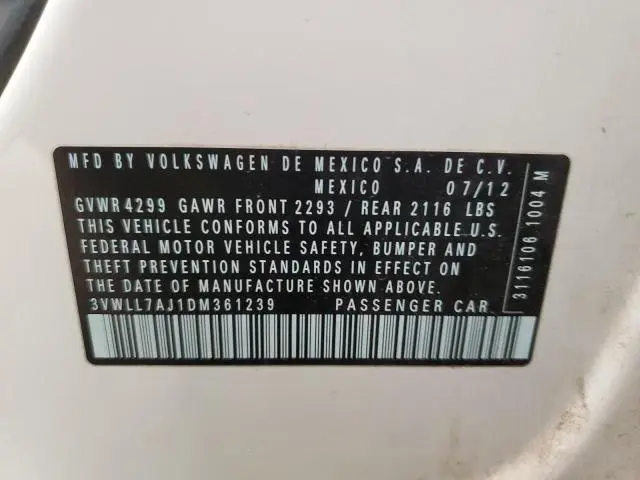 MFD BY VOLKSWAGEN DE MEXICO S.A. DE C.V.
MEXICO 07/12
GVWR 4299 GAWR FRONT 2293 / REAR 2116 LBS
THIS VEHICLE CONFORMS TO ALL APPLICABLE U.S.
FEDERAL MOTOR VEHICLE SAFETY, BUMPER AND
THEFT PREVENTION STANDARDS IN EFFECT ON
THE DATE OF MANUFACTURE SHOWN ABOVE.
3VWLL7AJ1DM361239 PASSENGER CAR
3116106 1004 M